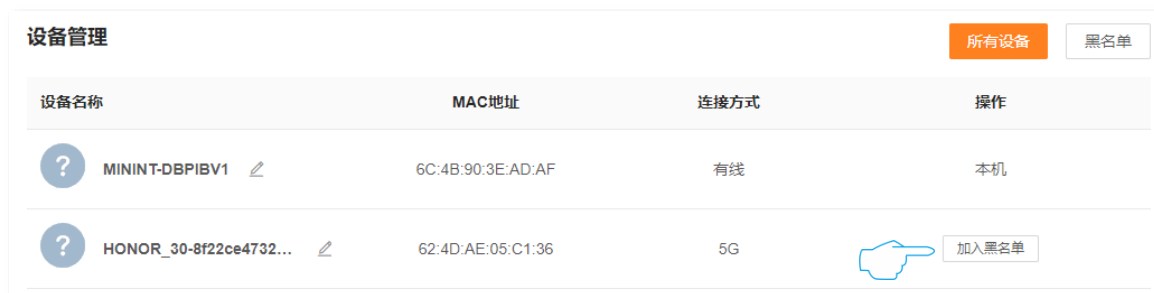 设备管理
所有设备 黑名单
设备名称 MAC地址 连接方式 操作
? MININT-DBPIBV1 6C:4B:90:3E:AD:AF 有线 本机
? HONOR_30-8f22ce4732... 62:4D:AE:05:C1:36 5G 加入黑名单